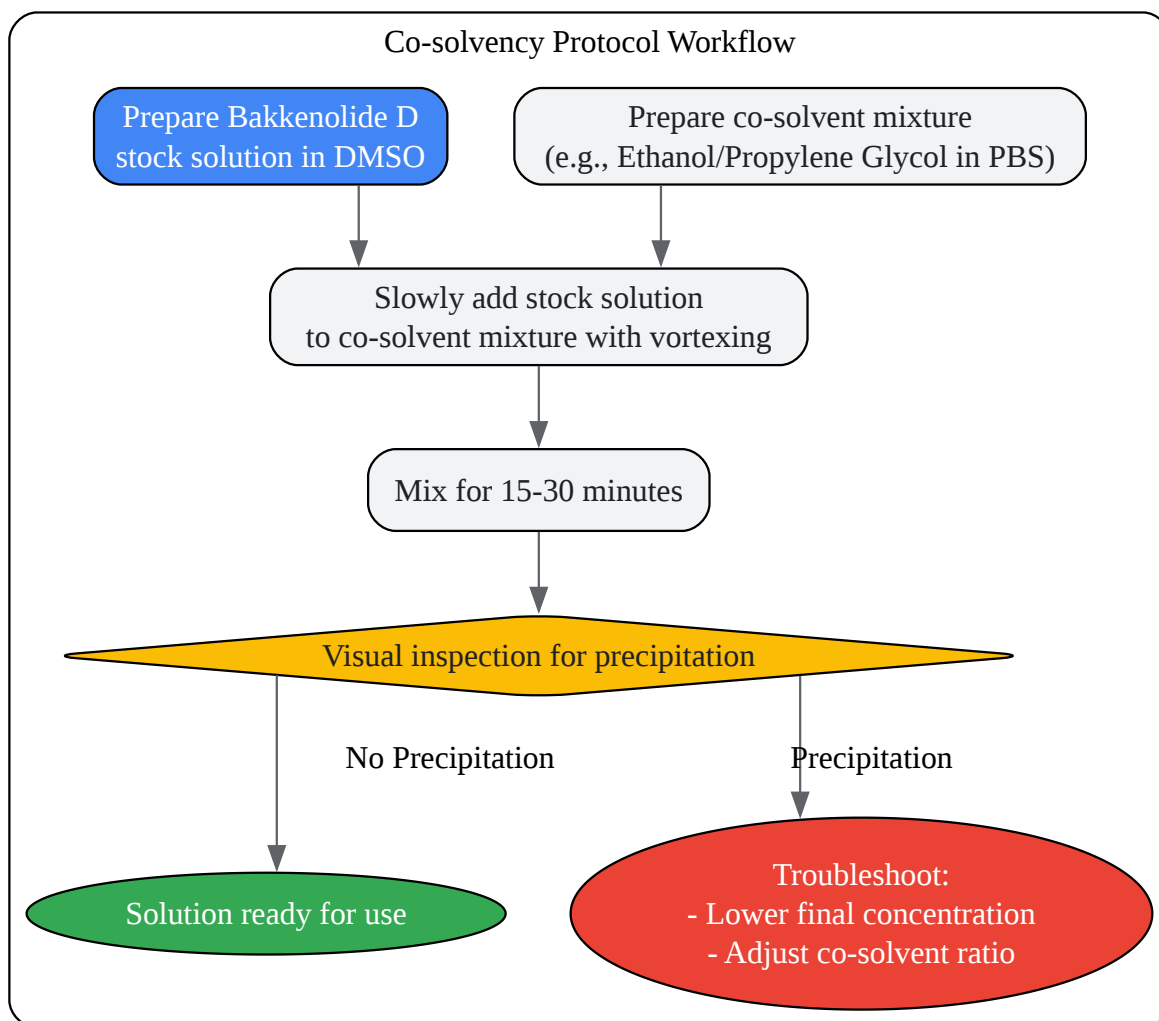 Co-solvency Protocol Workflow
Prepare Bakkenolide D
stock solution in DMSO
Prepare co-solvent mixture
(e.g., Ethanol/Propylene Glycol in PBS)
Slowly add stock solution
to co-solvent mixture with vortexing
Mix for 15-30 minutes
Visual inspection for precipitation
No Precipitation
Precipitation
Solution ready for use
Troubleshoot:
- Lower final concentration
- Adjust co-solvent ratio